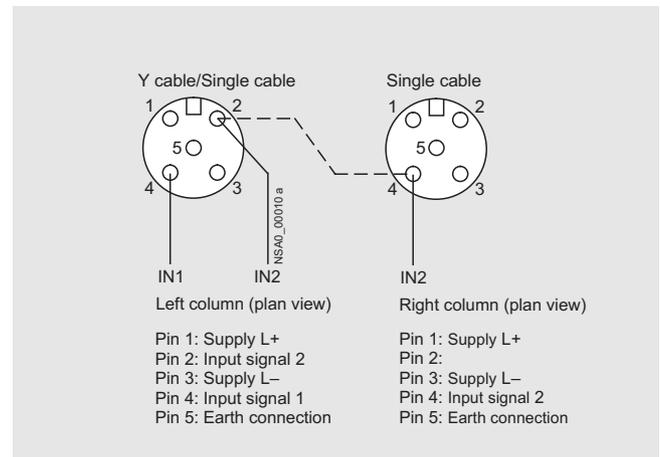 Y cable/Single cable
1
2
5
4
3
NSA0_00010 a
IN1
IN2
Left column (plan view)
Pin 1: Supply L+
Pin 2: Input signal 2
Pin 3: Supply L–
Pin 4: Input signal 1
Pin 5: Earth connection
Single cable
1
2
5
4
3
IN2
Right column (plan view)
Pin 1: Supply L+
Pin 2:
Pin 3: Supply L–
Pin 4: Input signal 2
Pin 5: Earth connection